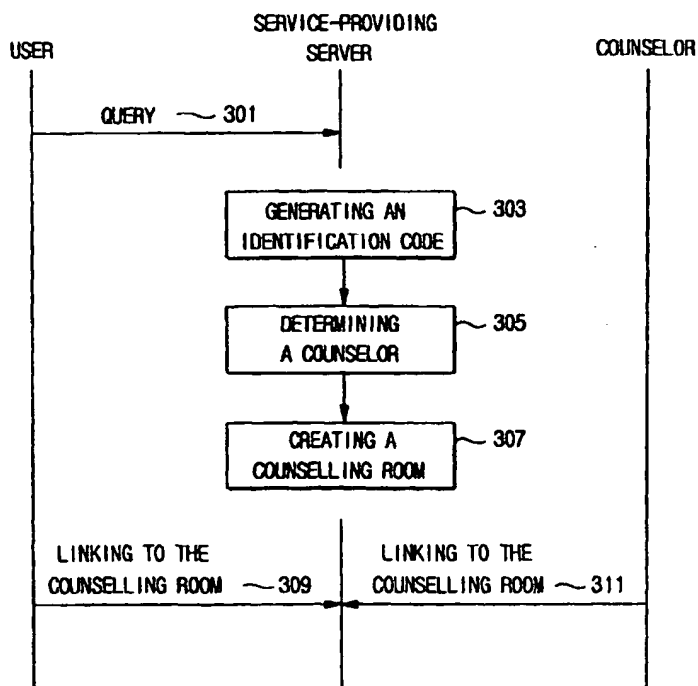 SERVICE-PROVIDING
USER SERVER COUNSELOR
QUERY 301
GENERATING AN 303
IDENTIFICATION CODE
DETERMINING 305
A COUNSELOR
CREATING A 307
COUNSELLING ROOM
LINKING TO THE LINKING TO THE
COUNSELLING ROOM 309 COUNSELLING ROOM 311